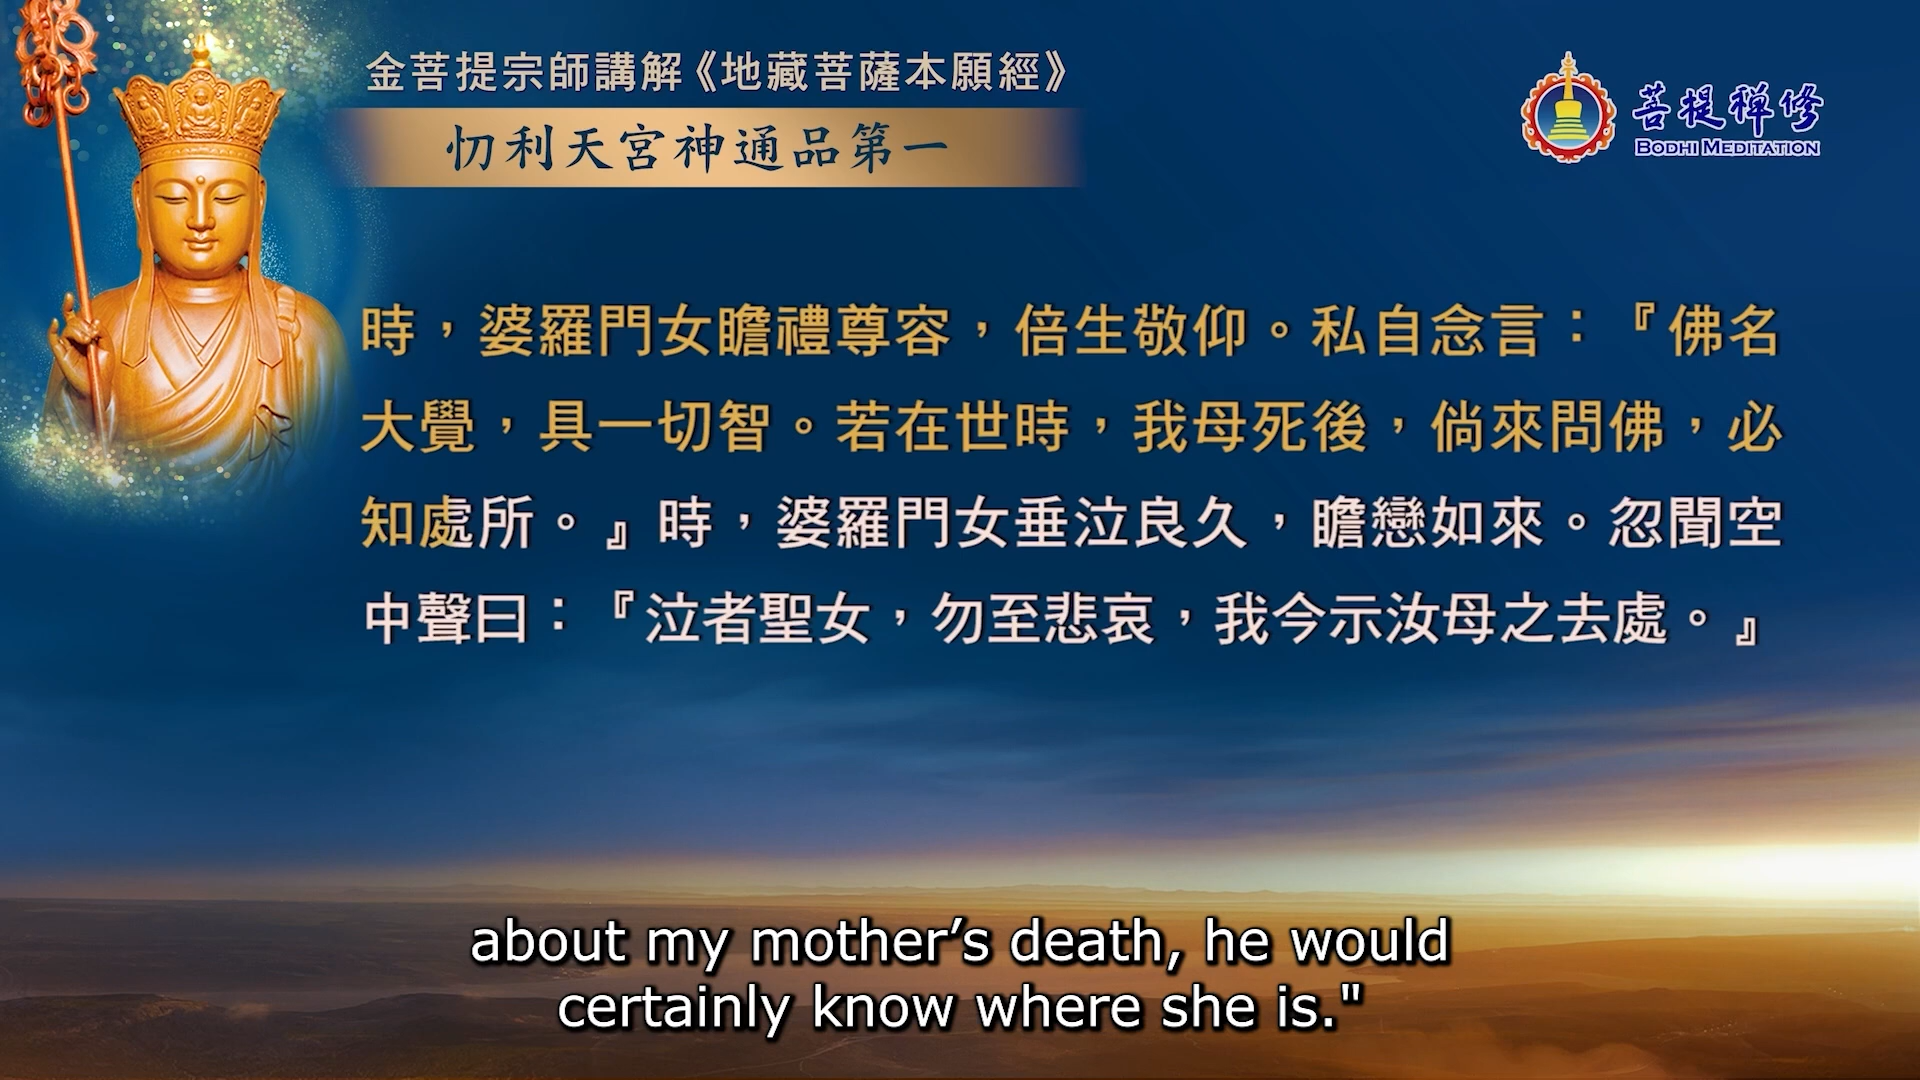 金菩提宗師講解《地藏菩薩本願經》
忉利天宮神通品第一
菩提禪修
BODHI MEDITATION
時，婆羅門女瞻禮尊容，倍生敬仰。私自念言：『佛名
大覺，具一切智。若在世時，我母死後，倘來問佛，必
知處所。』時，婆羅門女垂泣良久，瞻戀如來。忽聞空
中聲曰：『泣者聖女，勿至悲哀，我今示汝母之去處。』
about my mother’s death, he would
certainly know where she is."